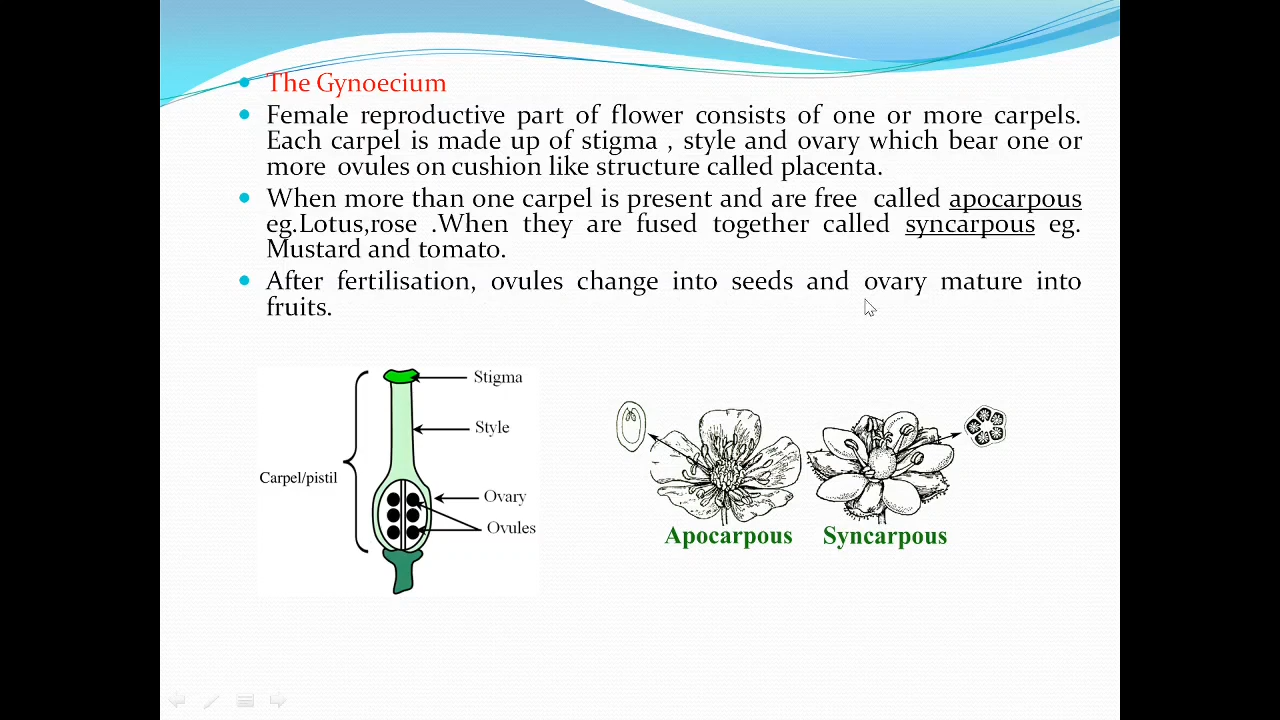 The Gynoecium
Female reproductive part of flower consists of one or more carpels.
Each carpel is made up of stigma , style and ovary which bear one or
more ovules on cushion like structure called placenta.
When more than one carpel is present and are free called apocarpous
eg.Lotus,rose .When they are fused together called syncarpous eg.
Mustard and tomato.
After fertilisation, ovules change into seeds and ovary mature into
fruits.
Stigma
Style
Carpel/pistil
Ovary
Ovules
Apocarpous
Syncarpous